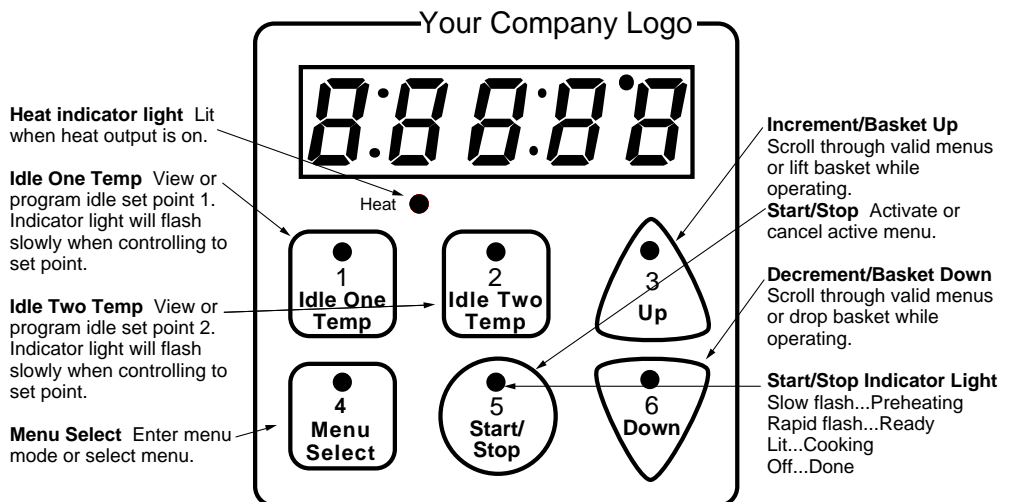 Your Company Logo
8:8 8:8°8
Heat indicator light Lit
when heat output is on.
Idle One Temp View or
program idle set point 1.
Indicator light will flash
slowly when controlling to
set point.
Idle Two Temp View or
program idle set point 2.
Indicator light will flash
slowly when controlling to
set point.
Menu Select Enter menu
mode or select menu.
Heat
1
Idle One
Temp
2
Idle Two
Temp
3
Up
4
Menu
Select
5
Start/
Stop
6
Down
Increment/Basket Up
Scroll through valid menus
or lift basket while
operating.
Start/Stop Activate or
cancel active menu.
Decrement/Basket Down
Scroll through valid menus
or drop basket while
operating.
Start/Stop Indicator Light
Slow flash...Preheating
Rapid flash...Ready
Lit...Cooking
Off...Done